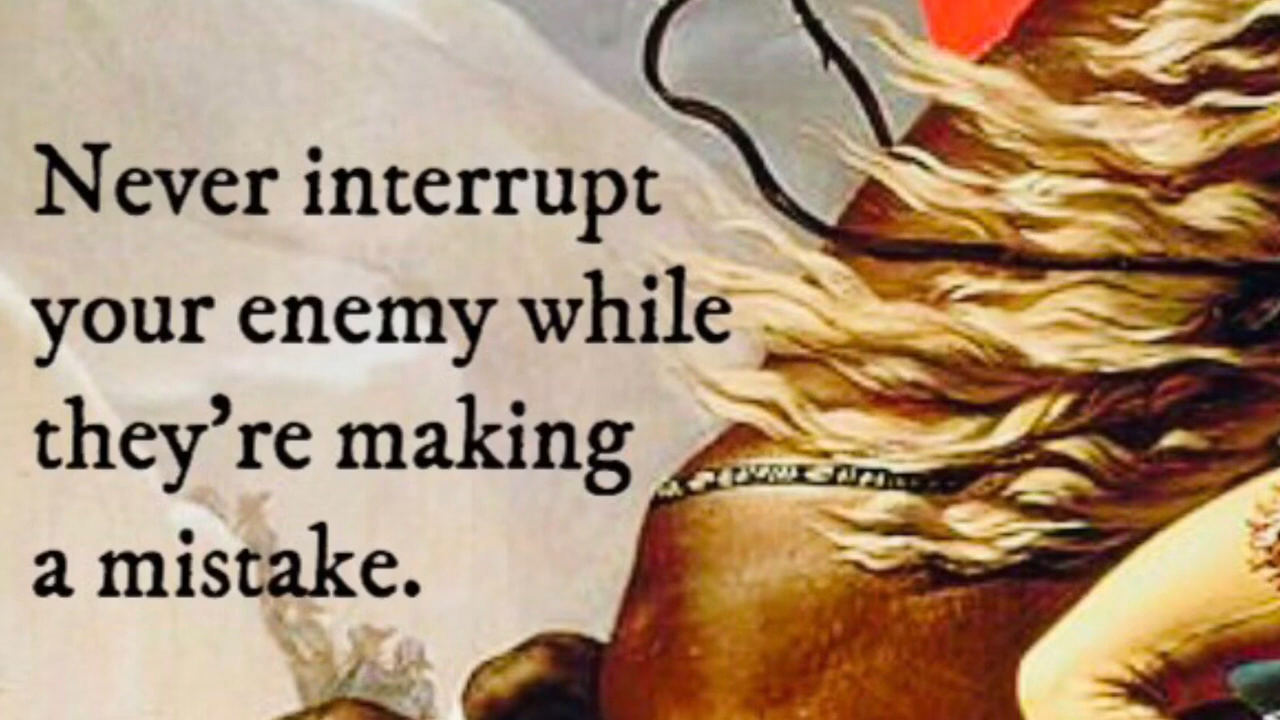 Never interrupt
your enemy while
they’re making
a mistake.